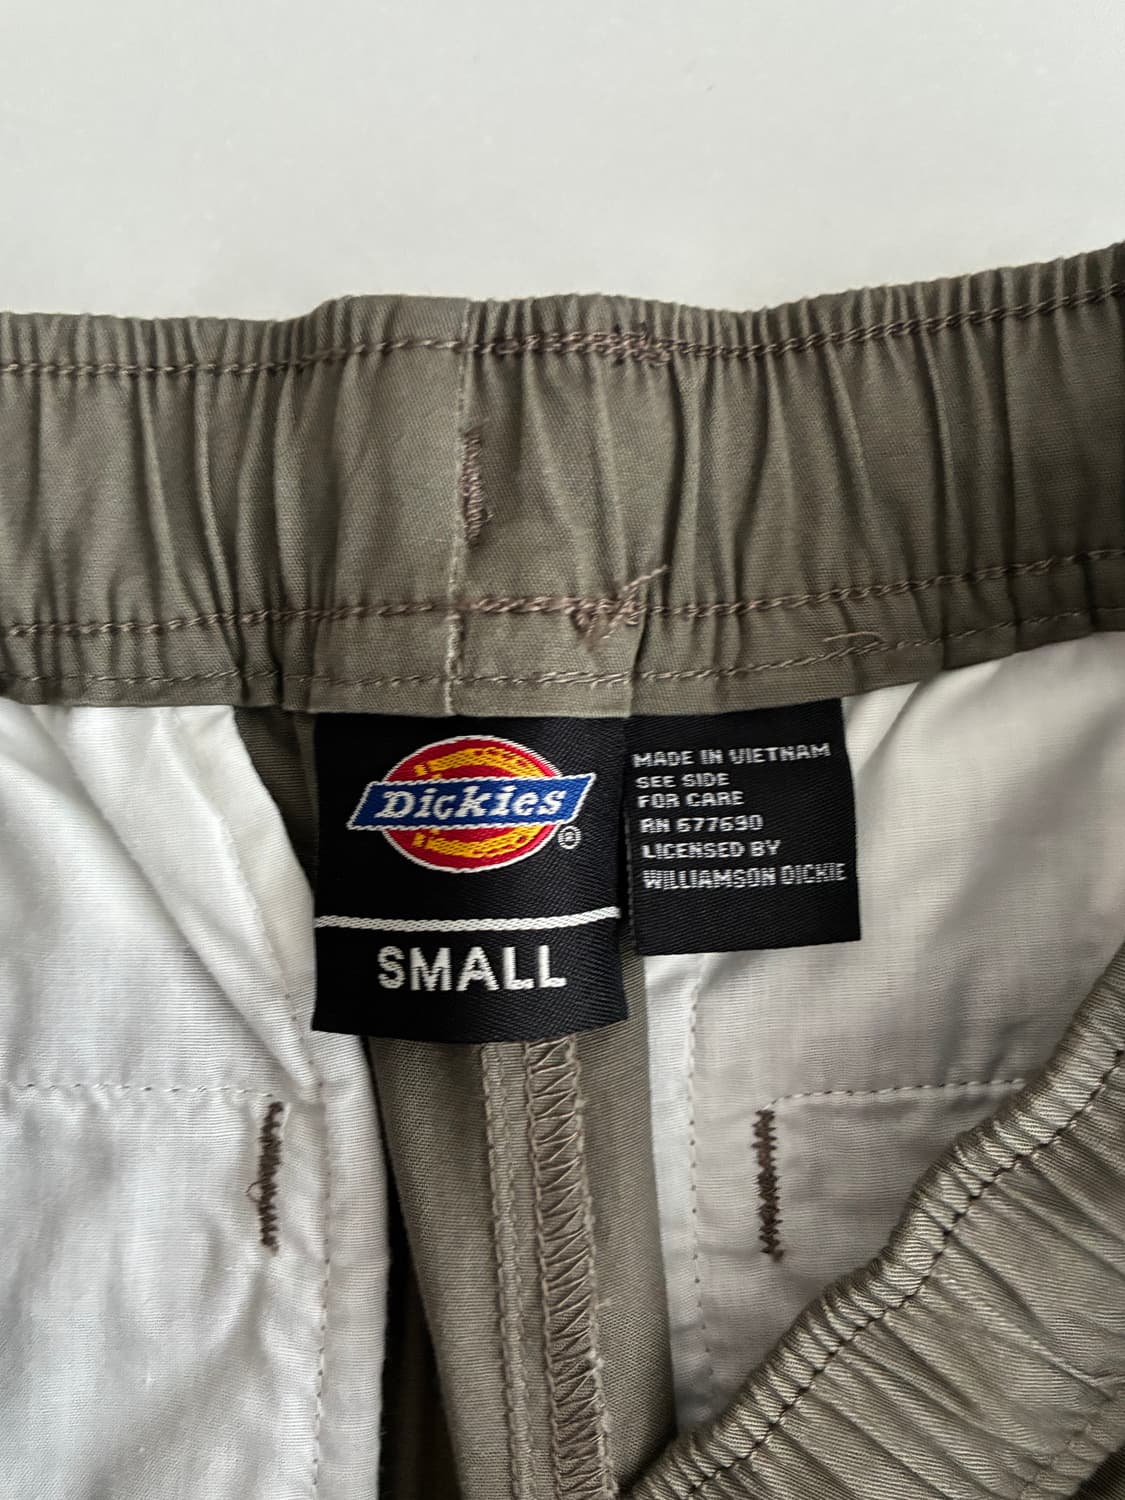 Dickies®
SMALL
MADE IN VIETNAM
SEE SIDE
FOR CARE
RN 677690
LICENSED BY
WILLIAMSON DICKIE